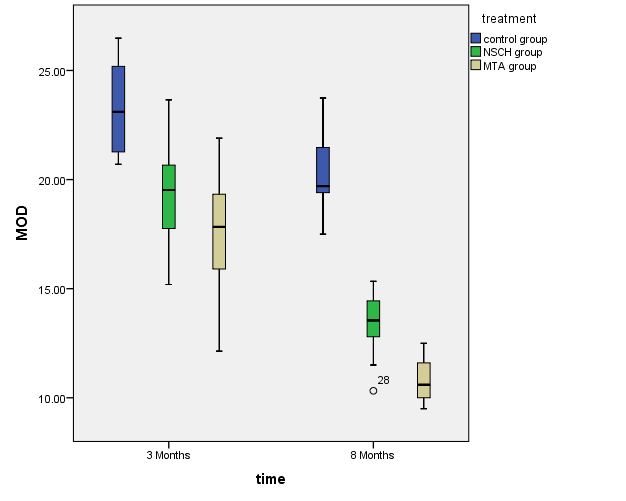 treatment
control group
NSCH group
MTA group
25.00
20.00
15.00
10.00
MOD
28
3 Months
8 Months
time